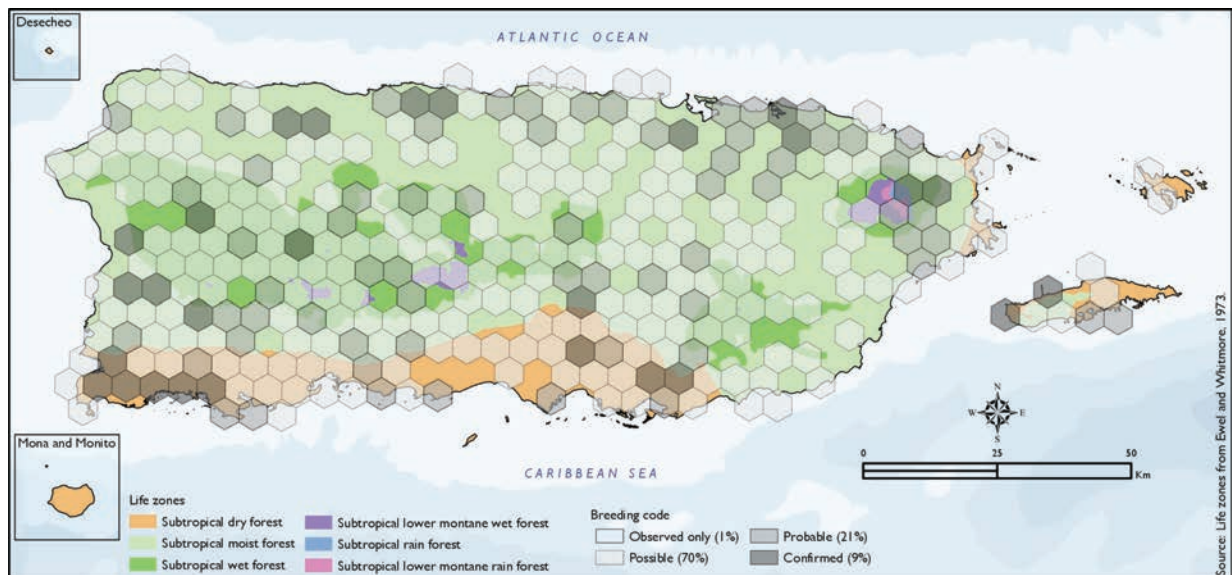 Desecheo
ATLANTIC OCEAN
N
W E
S
0 25 50
Km
Mona and Monito
CARIBBEAN SEA
Life zones
Subtropical dry forest
Subtropical moist forest
Subtropical wet forest
Subtropical lower montane wet forest
Subtropical rain forest
Subtropical lower montane rain forest
Breeding code
Observed only (1%)
Possible (70%)
Probable (21%)
Confirmed (9%)
Source: Life zones from Ewel and Whitmore, 1973.